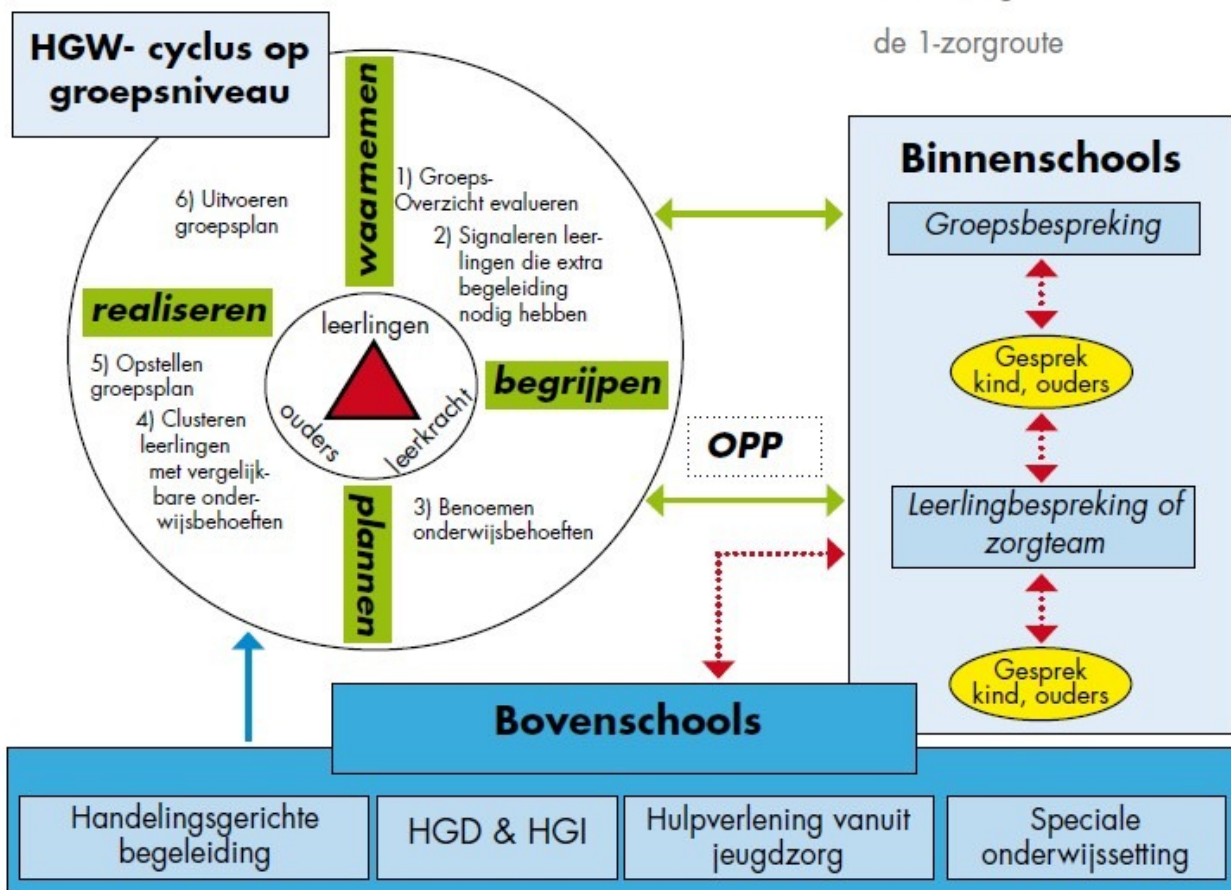 de 1-zorgroute
HGW- cyclus op
groepsniveau
waarnemen
1) Groeps-
Overzicht evalueren
2) Signaleren leer-
lingen die extra
begeleiding
nodig hebben
6) Uitvoeren
groepsplan
realiseren
5) Opstellen
groepsplan
4) Clusteren
leerlingen
met vergelijk-
bare onder-
wijsbehoeften
leerlingen
ouders
leerkracht
begrijpen
plannen
3) Benoemen
onderwijsbehoeften
OPP
Binnenschools
Groepsbespreking
Gesprek
kind, ouders
Leerlingbespreking of
zorgteam
Gesprek
kind, ouders
Bovenschools
Handelingsgerichte
begeleiding
HGD & HGI
Hulpverlening vanuit
jeugdzorg
Speciale
onderwijssetting